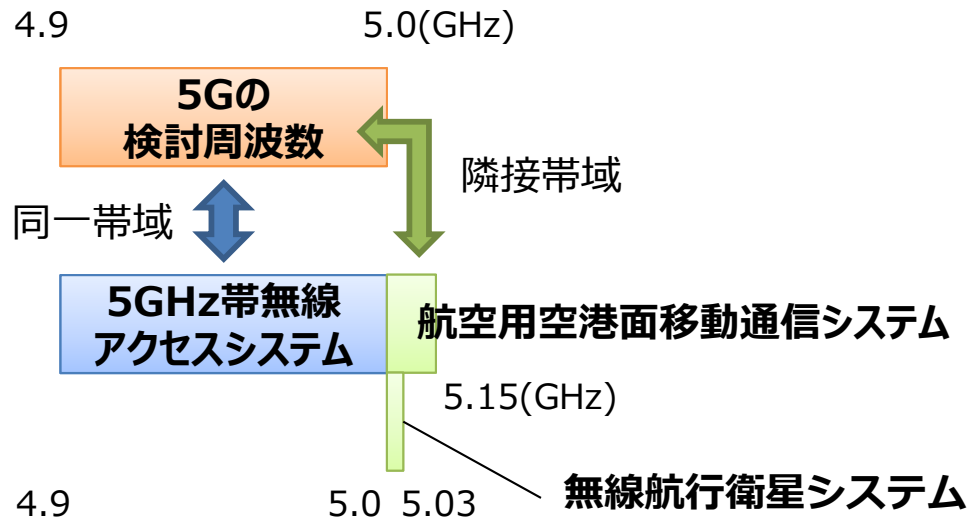 4.9
5.0(GHz)
5Gの
検討周波数
隣接帯域
同一帯域
5GHz帯無線
アクセスシステム
航空用空港面移動通信システム
5.15(GHz)
無線航行衛星システム
4.9
5.0
5.03